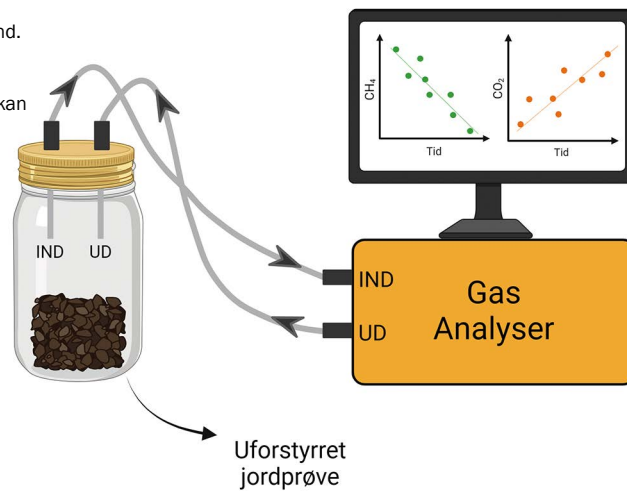 nd.
kan
CH₄
Tid
CO₂
Tid
IND
UD
IND
UD
Gas
Analyser
Uforstyrret
jordprøve